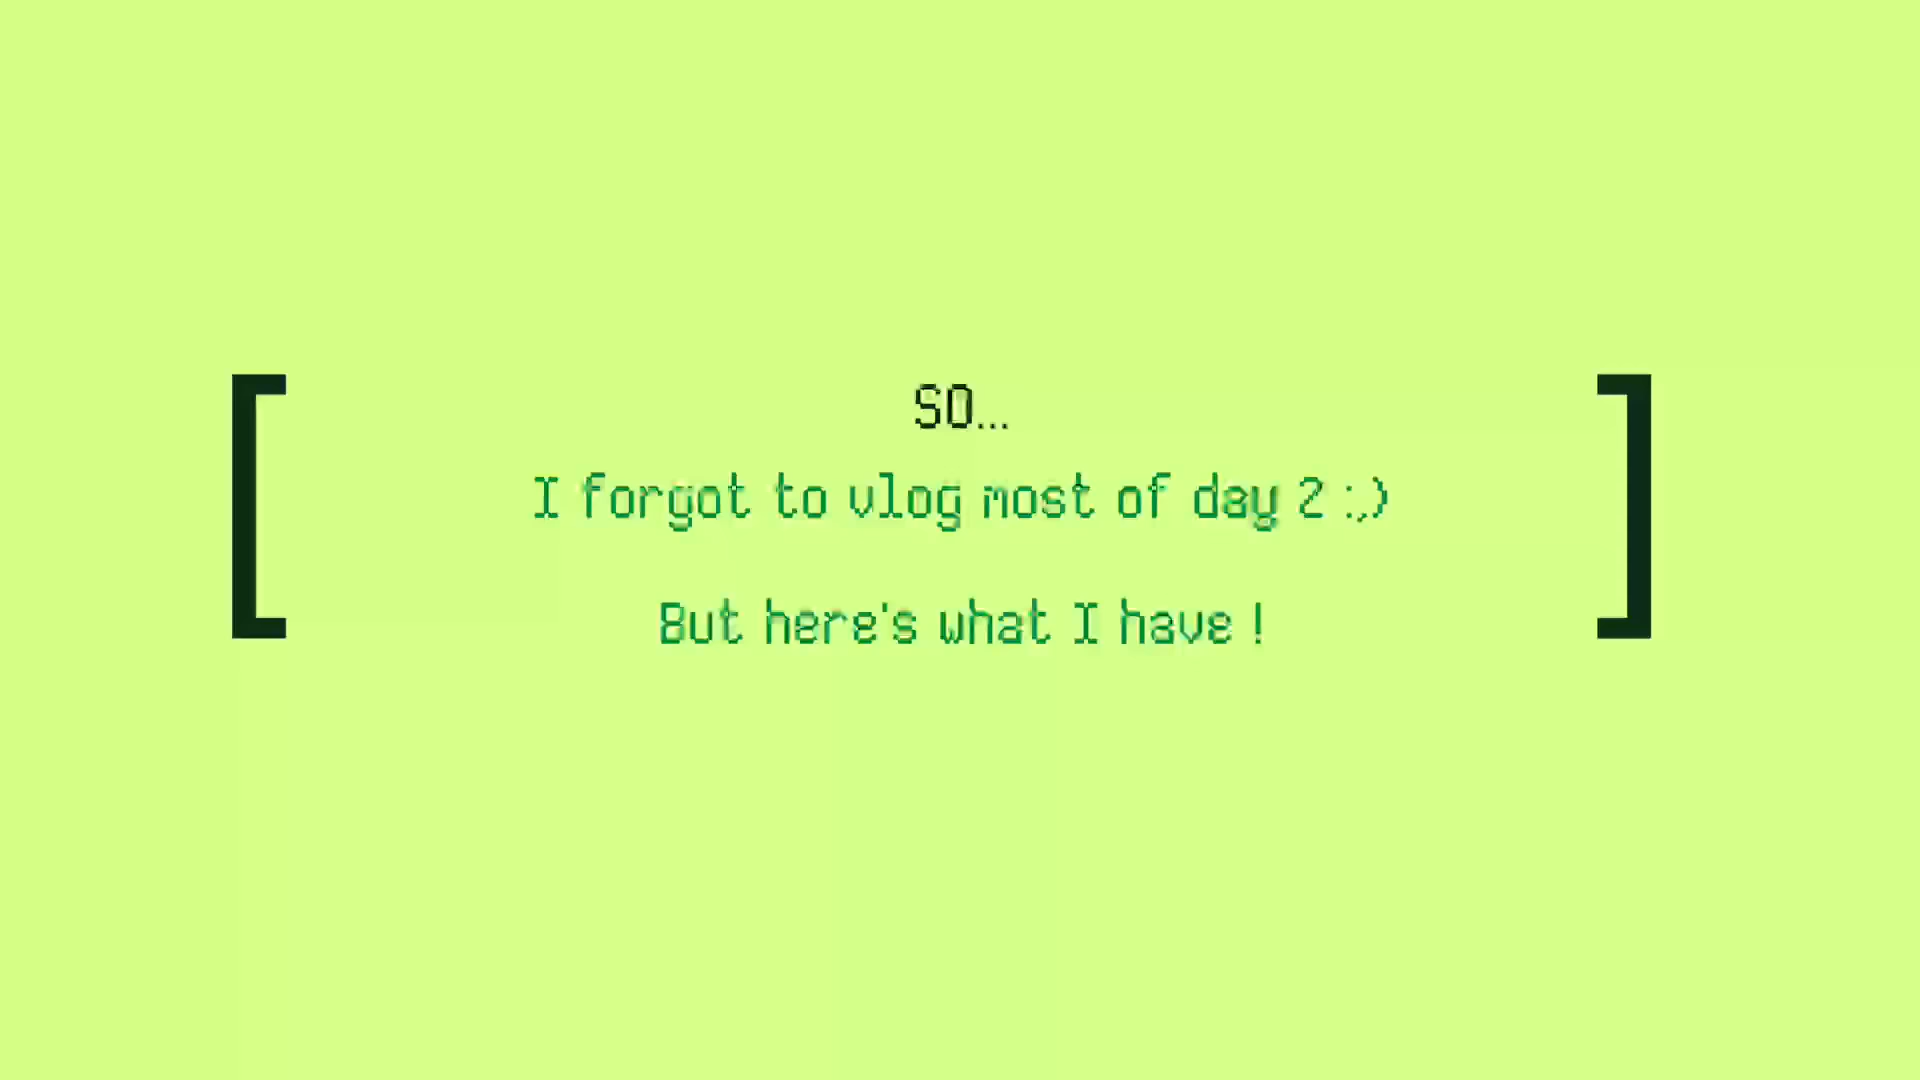 SO...
I forgot to vlog most of day 2 :,)
But here's what I have !